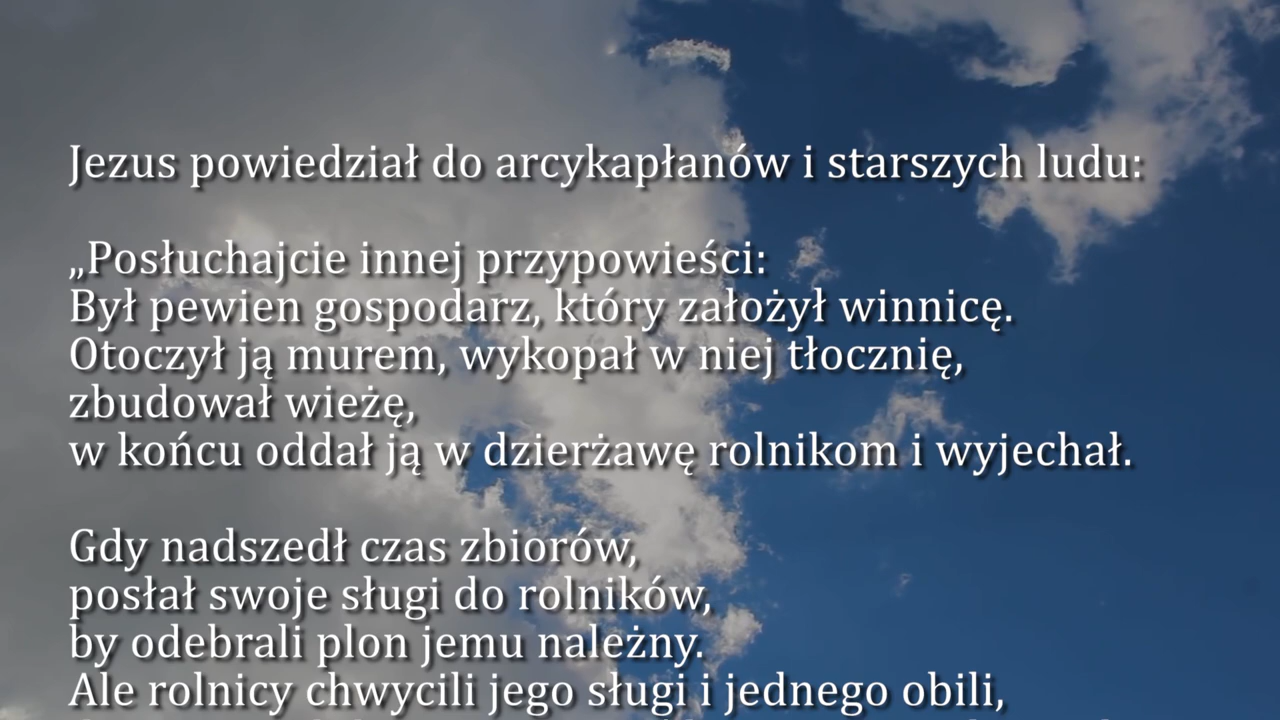 Jezus powiedział do arcykapłanów i starszych ludu:
„Posłuchajcie innej przypowieści:
Był pewien gospodarz, który założył winnicę.
Otoczył ją murem, wykopał w niej tłocznię,
zbudował wieżę,
w końcu oddał ją w dzierżawę rolnikom i wyjechał.
Gdy nadszedł czas zbiorów,
posłał swoje sługi do rolników,
by odebrali plon jemu należny.
Ale rolnicy chwycili jego sługi i jednego obili,